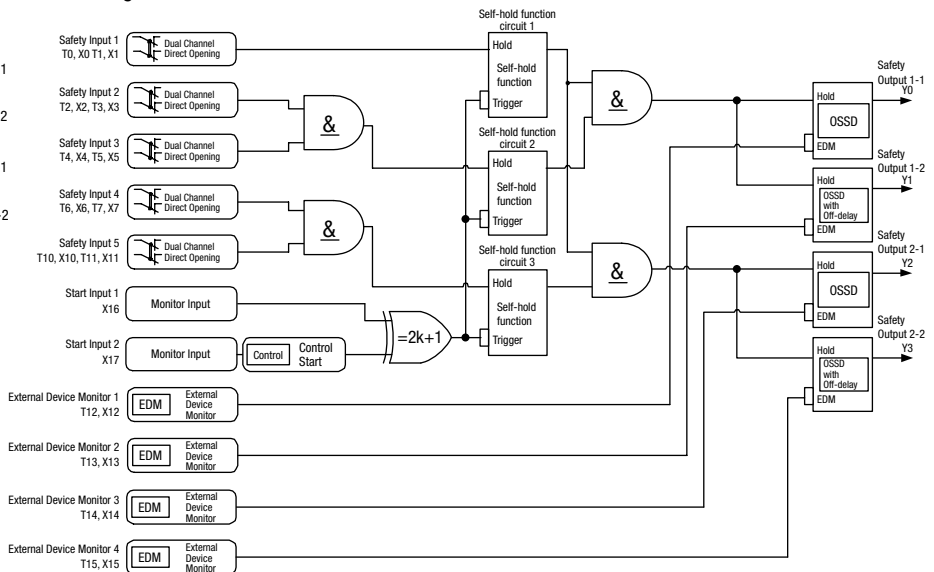 Self-hold function
circuit 1
Safety Input 1
T0, X0 T1, X1
Dual Channel
Direct Opening
Hold
Self-hold
function
Trigger
Safety Input 2
T2, X2, T3, X3
Dual Channel
Direct Opening
&
&
Safety
Output 1-1
Y0
Hold
OSSD
EDM
1
2
1
-2
Safety Input 3
T4, X4, T5, X5
Dual Channel
Direct Opening
Self-hold function
circuit 2
Hold
Self-hold
function
Trigger
Safety
Output 1-2
Y1
Hold
OSSD
with
Off-delay
EDM
Safety Input 4
T6, X6, T7, X7
Dual Channel
Direct Opening
&
Safety Input 5
T10, X10, T11, X11
Dual Channel
Direct Opening
Self-hold function
circuit 3
Hold
Self-hold
function
Trigger
&
Safety
Output 2-1
Y2
Hold
OSSD
EDM
Start Input 1
X16
Monitor Input
=2k+1
Start Input 2
X17
Monitor Input
Control
Control
Start
Safety
Output 2-2
Y3
Hold
OSSD
with
Off-delay
EDM
External Device Monitor 1
T12, X12
EDM
External
Device
Monitor
External Device Monitor 2
T13, X13
EDM
External
Device
Monitor
External Device Monitor 3
T14, X14
EDM
External
Device
Monitor
External Device Monitor 4
T15, X15
EDM
External
Device
Monitor